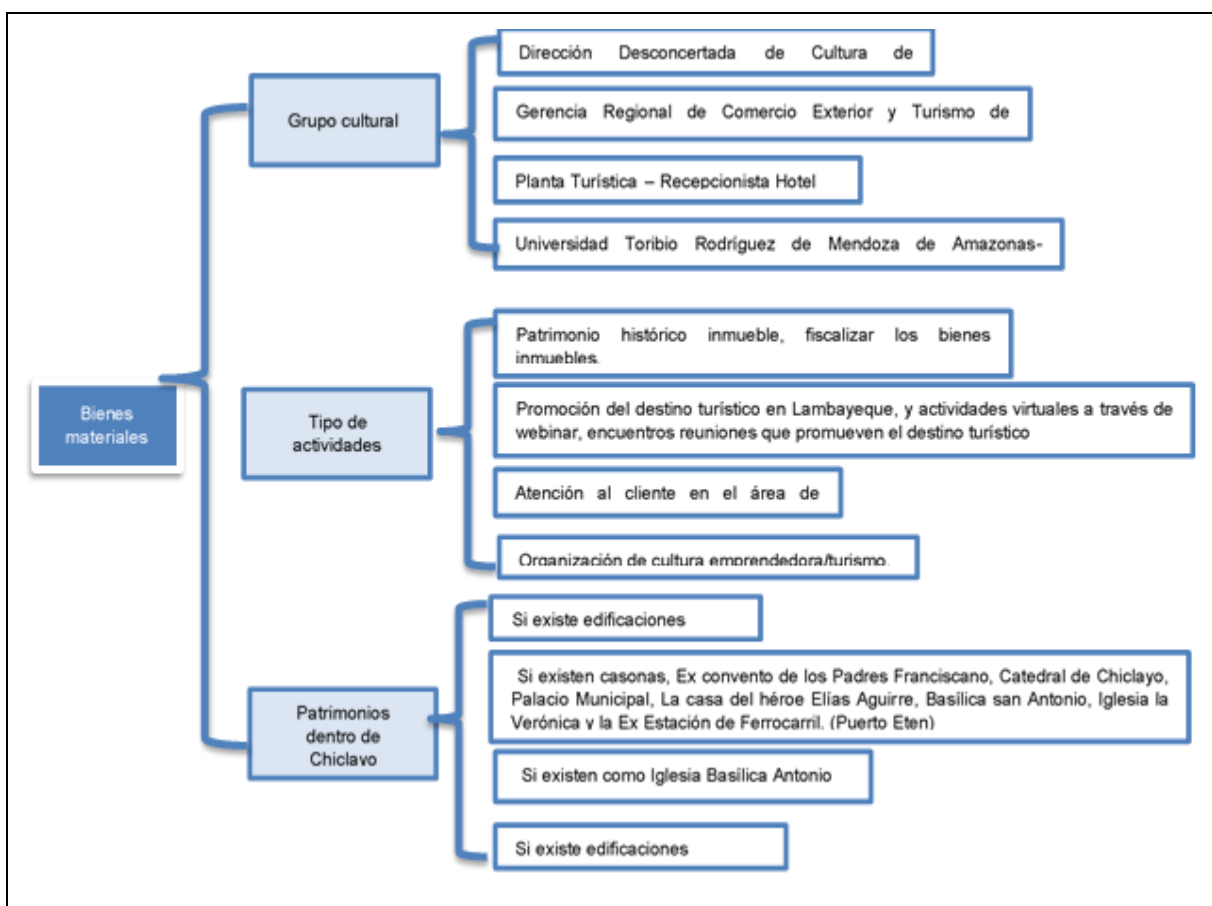 Bienes
materiales
Grupo cultural
Dirección Desconcertada de Cultura de
Gerencia Regional de Comercio Exterior y Turismo de
Planta Turística – Recepcionista Hotel
Universidad Toribio Rodríguez de Mendoza de Amazonas-
Tipo de
actividades
Patrimonio histórico inmueble, fiscalizar los bienes
inmuebles.
Promoción del destino turístico en Lambayeque, y actividades virtuales a través de
webinar, encuentros reuniones que promueven el destino turístico
Atención al cliente en el área de
Organización de cultura emprendedora/turismo.
Patrimonios
dentro de
Chiclayo
Si existe edificaciones
Si existen casonas, Ex convento de los Padres Franciscano, Catedral de Chiclayo,
Palacio Municipal, La casa del héroe Elías Aguirre, Basílica san Antonio, Iglesia la
Verónica y la Ex Estación de Ferrocarril. (Puerto Eten)
Si existen como Iglesia Basílica Antonio
Si existe edificaciones